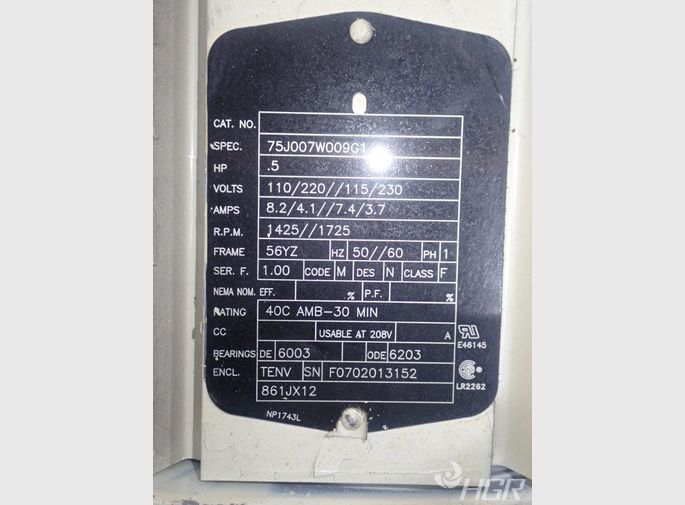 CAT. NO.
SPEC. 75J007W009G1
HP .5
VOLTS 110/220//115/230
AMPS 8.2/4.1//7.4/3.7
R.P.M. 1425//1725
FRAME 56YZ HZ 50//60 PH 1
SER. F. 1.00 CODE M DES N CLASS F
NEMA NOM. EFF. % P.F. %
RATING 40C AMB-30 MIN
CC USABLE AT 208V A
E46145
BEARINGS DE 6003 ODE 6203
ENCL. TENV SN F0702013152
LR2262
861JX12
NP1743L
HGR